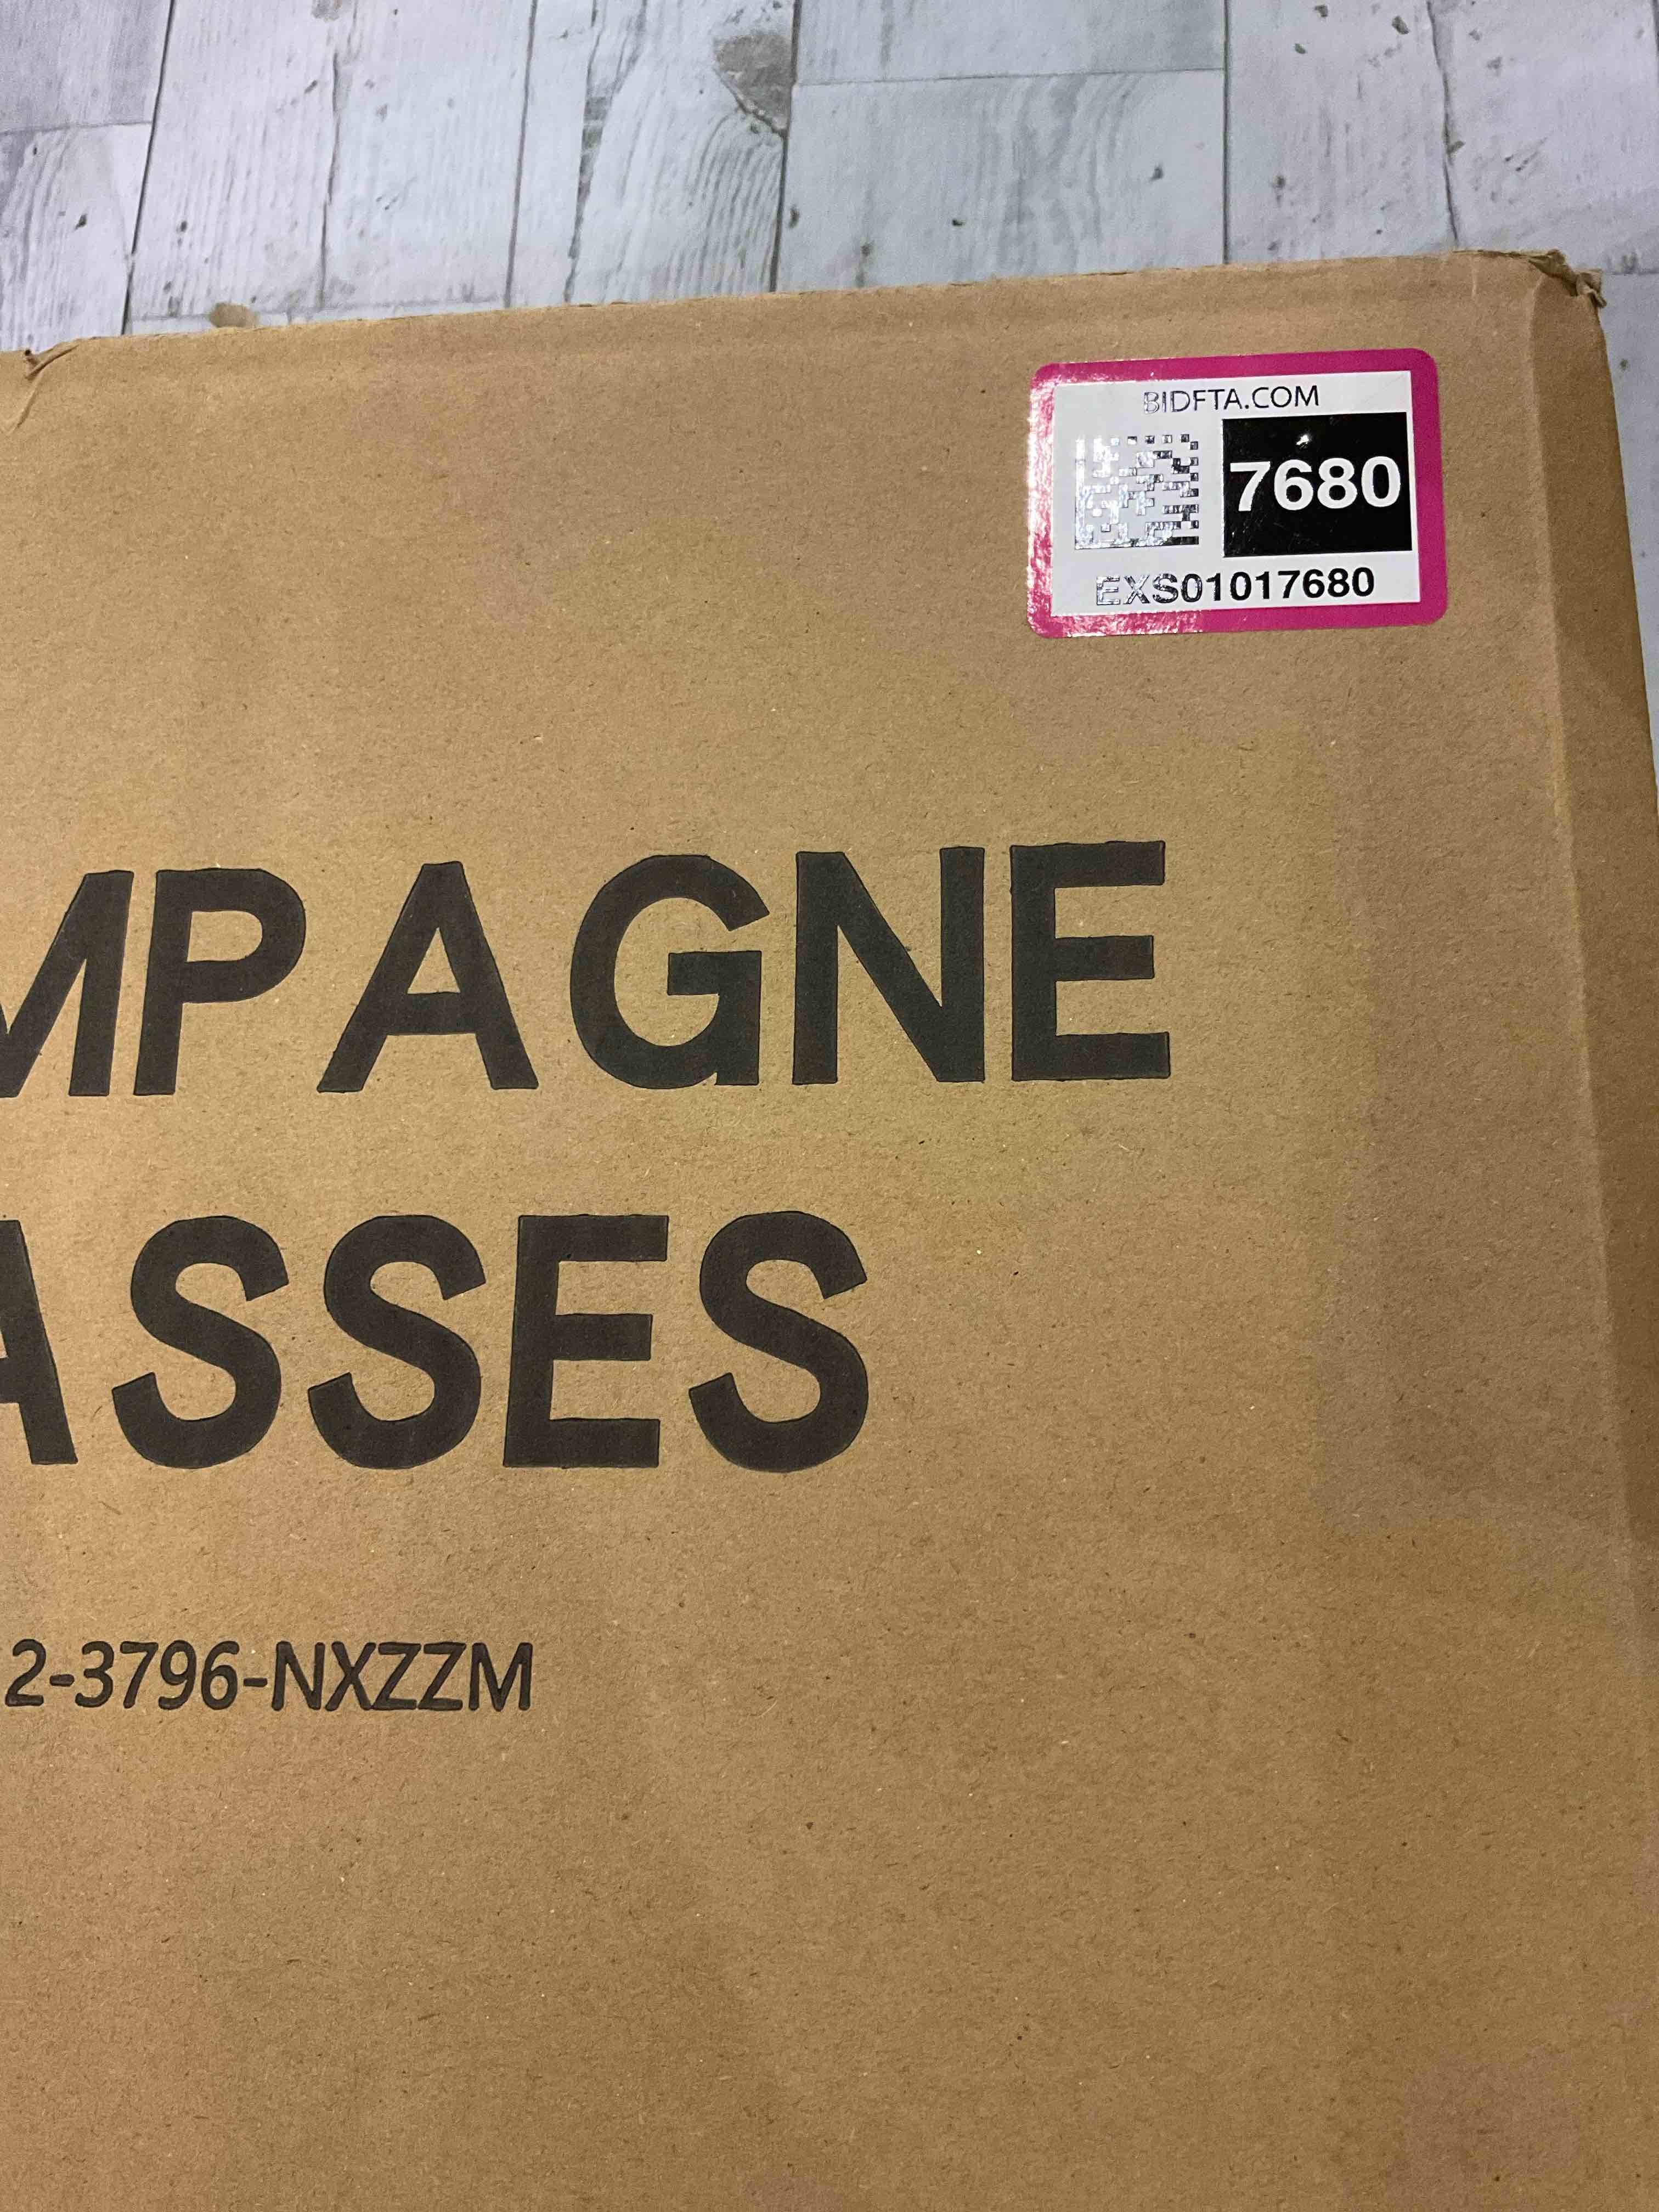 BIDFTA.COM
7680
EXS01017680
MPAGNE
ASSES
2-3796-NXZZM